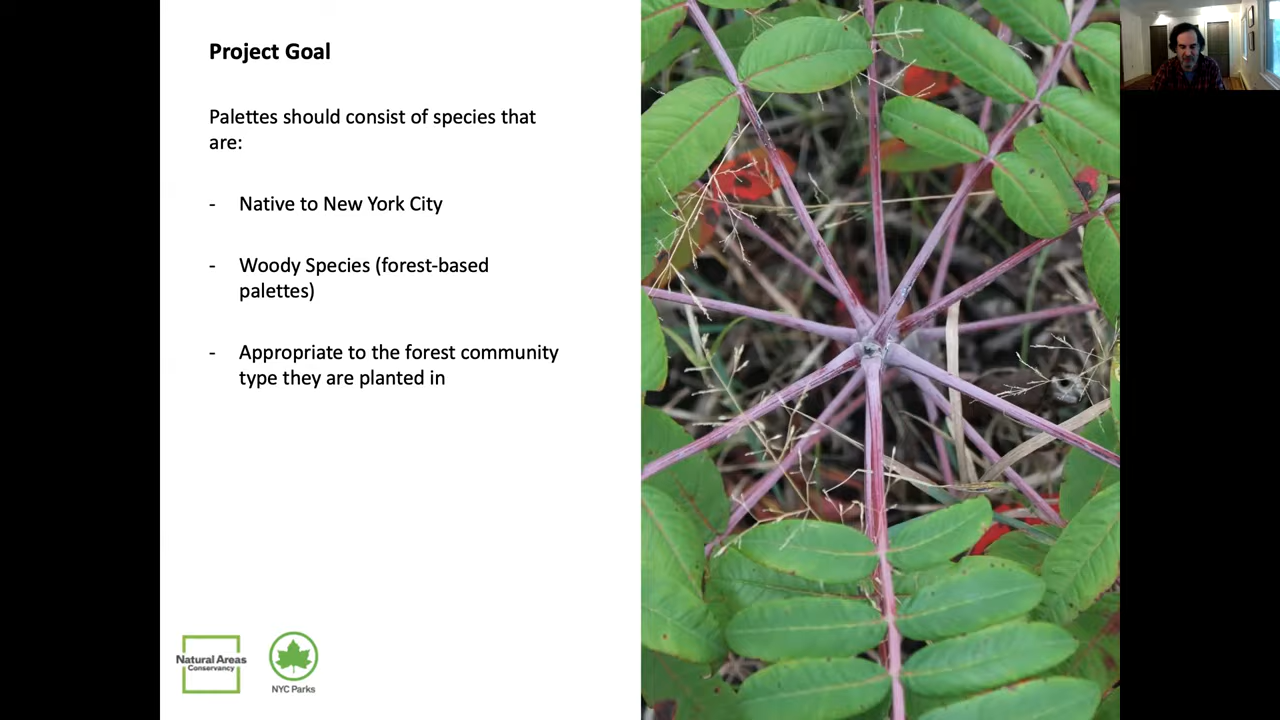 Project Goal
Palettes should consist of species that
are:
- Native to New York City
- Woody Species (forest-based
palettes)
- Appropriate to the forest community
type they are planted in
Natural Areas
Conservancy
NYC Parks